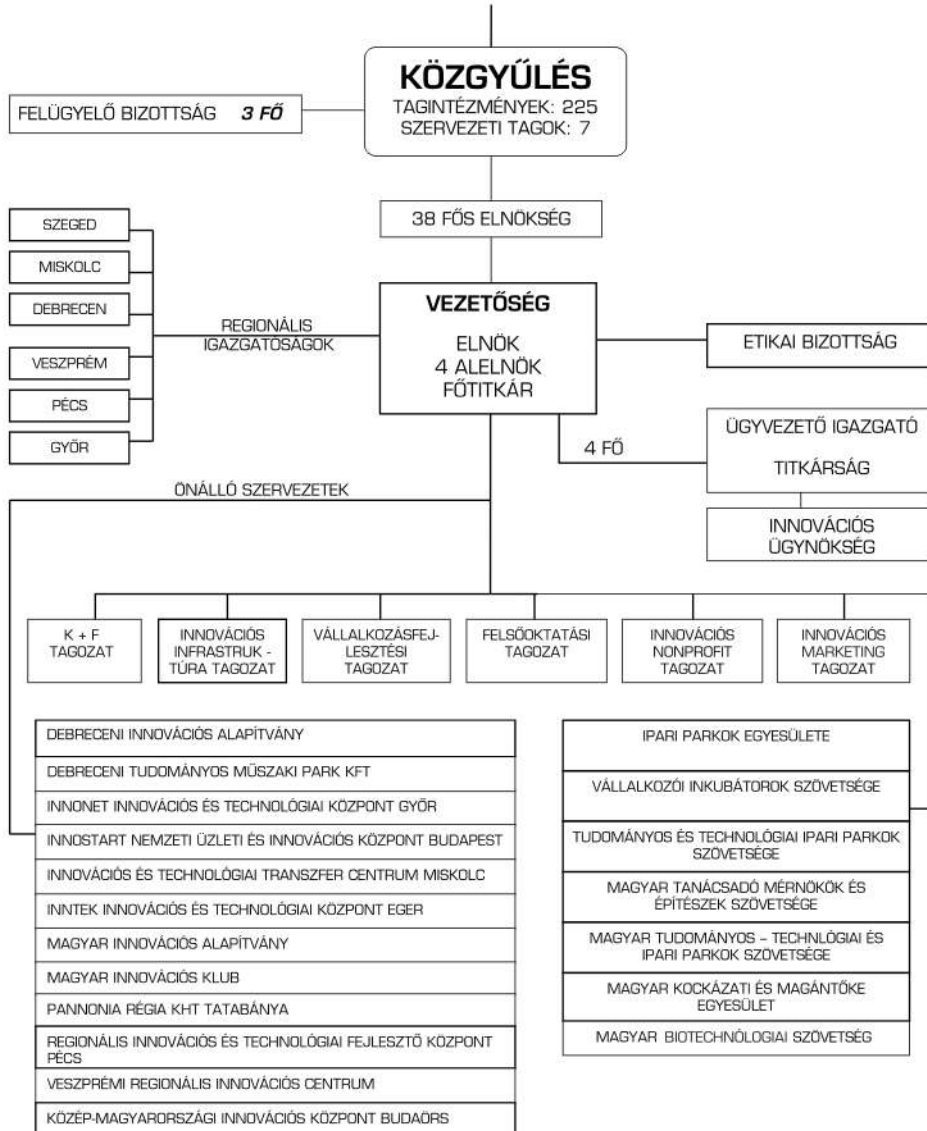 KÖZGYŰLÉS
TAGINTÉZMÉNYEK: 225
SZERVEZETI TAGOK: 7
FELÜGYELŐ BIZOTTSÁG 3 FŐ
38 FŐS ELNÖKSÉG
SZEGED
MISKOLC
DEBRECEN
VESZPRÉM
PÉCS
GYŐR
REGIONÁLIS
IGAZGATÓSÁGOK
VEZETŐSÉG
ELNÖK
4 ALELNÖK
FŐTITKÁR
ETIKAI BIZOTTSÁG
4 FŐ
ÜGYVEZETŐ IGAZGATÓ
TITKÁRSÁG
INNOVÁCIÓS
ÜGYNÖKSÉG
ÖNÁLLÓ SZERVEZETEK
K + F
TAGOZAT
INNOVÁCIÓS
INFRASTRUK -
TÚRA TAGOZAT
VÁLLALKOZÁSFEJ-
LESZTÉSI
TAGOZAT
FELSŐOKTATÁSI
TAGOZAT
INNOVÁCIÓS
NONPROFIT
TAGOZAT
INNOVÁCIÓS
MARKETING
TAGOZAT
DEBRECENI INNOVÁCIÓS ALAPÍTVÁNY
DEBRECENI TUDOMÁNYOS MŰSZAKI PARK KFT
INNONET INNOVÁCIÓS ÉS TECHNOLÓGIAI KÖZPONT GYŐR
INNOSTART NEMZETI ÜZLETI ÉS INNOVÁCIÓS KÖZPONT BUDAPEST
INNOVÁCIÓS ÉS TECHNOLÓGIAI TRANSZFER CENTRUM MISKOLC
INNTEK INNOVÁCIÓS ÉS TECHNOLÓGIAI KÖZPONT EGER
MAGYAR INNOVÁCIÓS ALAPÍTVÁNY
MAGYAR INNOVÁCIÓS KLUB
PANNONIA RÉGIA KHT TATABÁNYA
REGIONÁLIS INNOVÁCIÓS ÉS TECHNOLÓGIAI FEJLESZTŐ KÖZPONT
PÉCS
VESZPRÉMI REGIONÁLIS INNOVÁCIÓS CENTRUM
KÖZÉP-MAGYARORSZÁGI INNOVÁCIÓS KÖZPONT BUDAÖRS
IPARI PARKOK EGYESÜLETE
VÁLLALKOZÓI INKUBÁTOROK SZÖVETSÉGE
TUDOMÁNYOS ÉS TECHNOLÓGIAI IPARI PARKOK
SZÖVETSÉGE
MAGYAR TANÁCSADÓ MÉRNÖKÖK ÉS
ÉPÍTÉSZEK SZÖVETSÉGE
MAGYAR TUDOMÁNYOS – TECHNLÓGIAI ÉS
IPARI PARKOK SZÖVETSÉGE
MAGYAR KOCKÁZATI ÉS MAGÁNTŐKE
EGYESÜLET
MAGYAR BIOTECHNÓLOGIAI SZÖVETSÉG